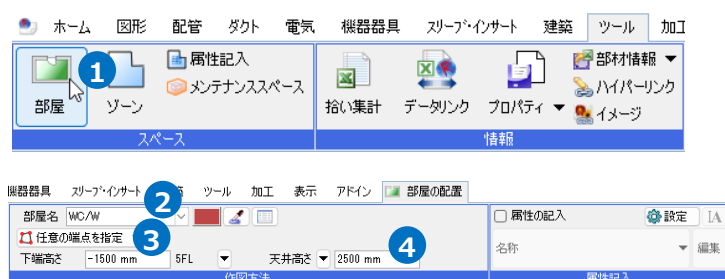 ホーム 図形 配管 ダクト 電気 機器器具 スリーブ・インサート 建築 ツール 加工
1
部屋
ゾーン
属性記入
メンテナンススペース
スペース
拾い集計
データリンク
プロパティ
部材情報
ハイパーリンク
イメージ
情報
機器器具 スリーブ・インサート ツール 加工 表示 アドイン 部屋の配置
部屋名 WC/W 2
任意の端点を指定 3
下端高さ -1500 mm 5FL 天井高さ 2500 mm 4
作図方法
属性の記入 設定 A
名称 編集
属性記入